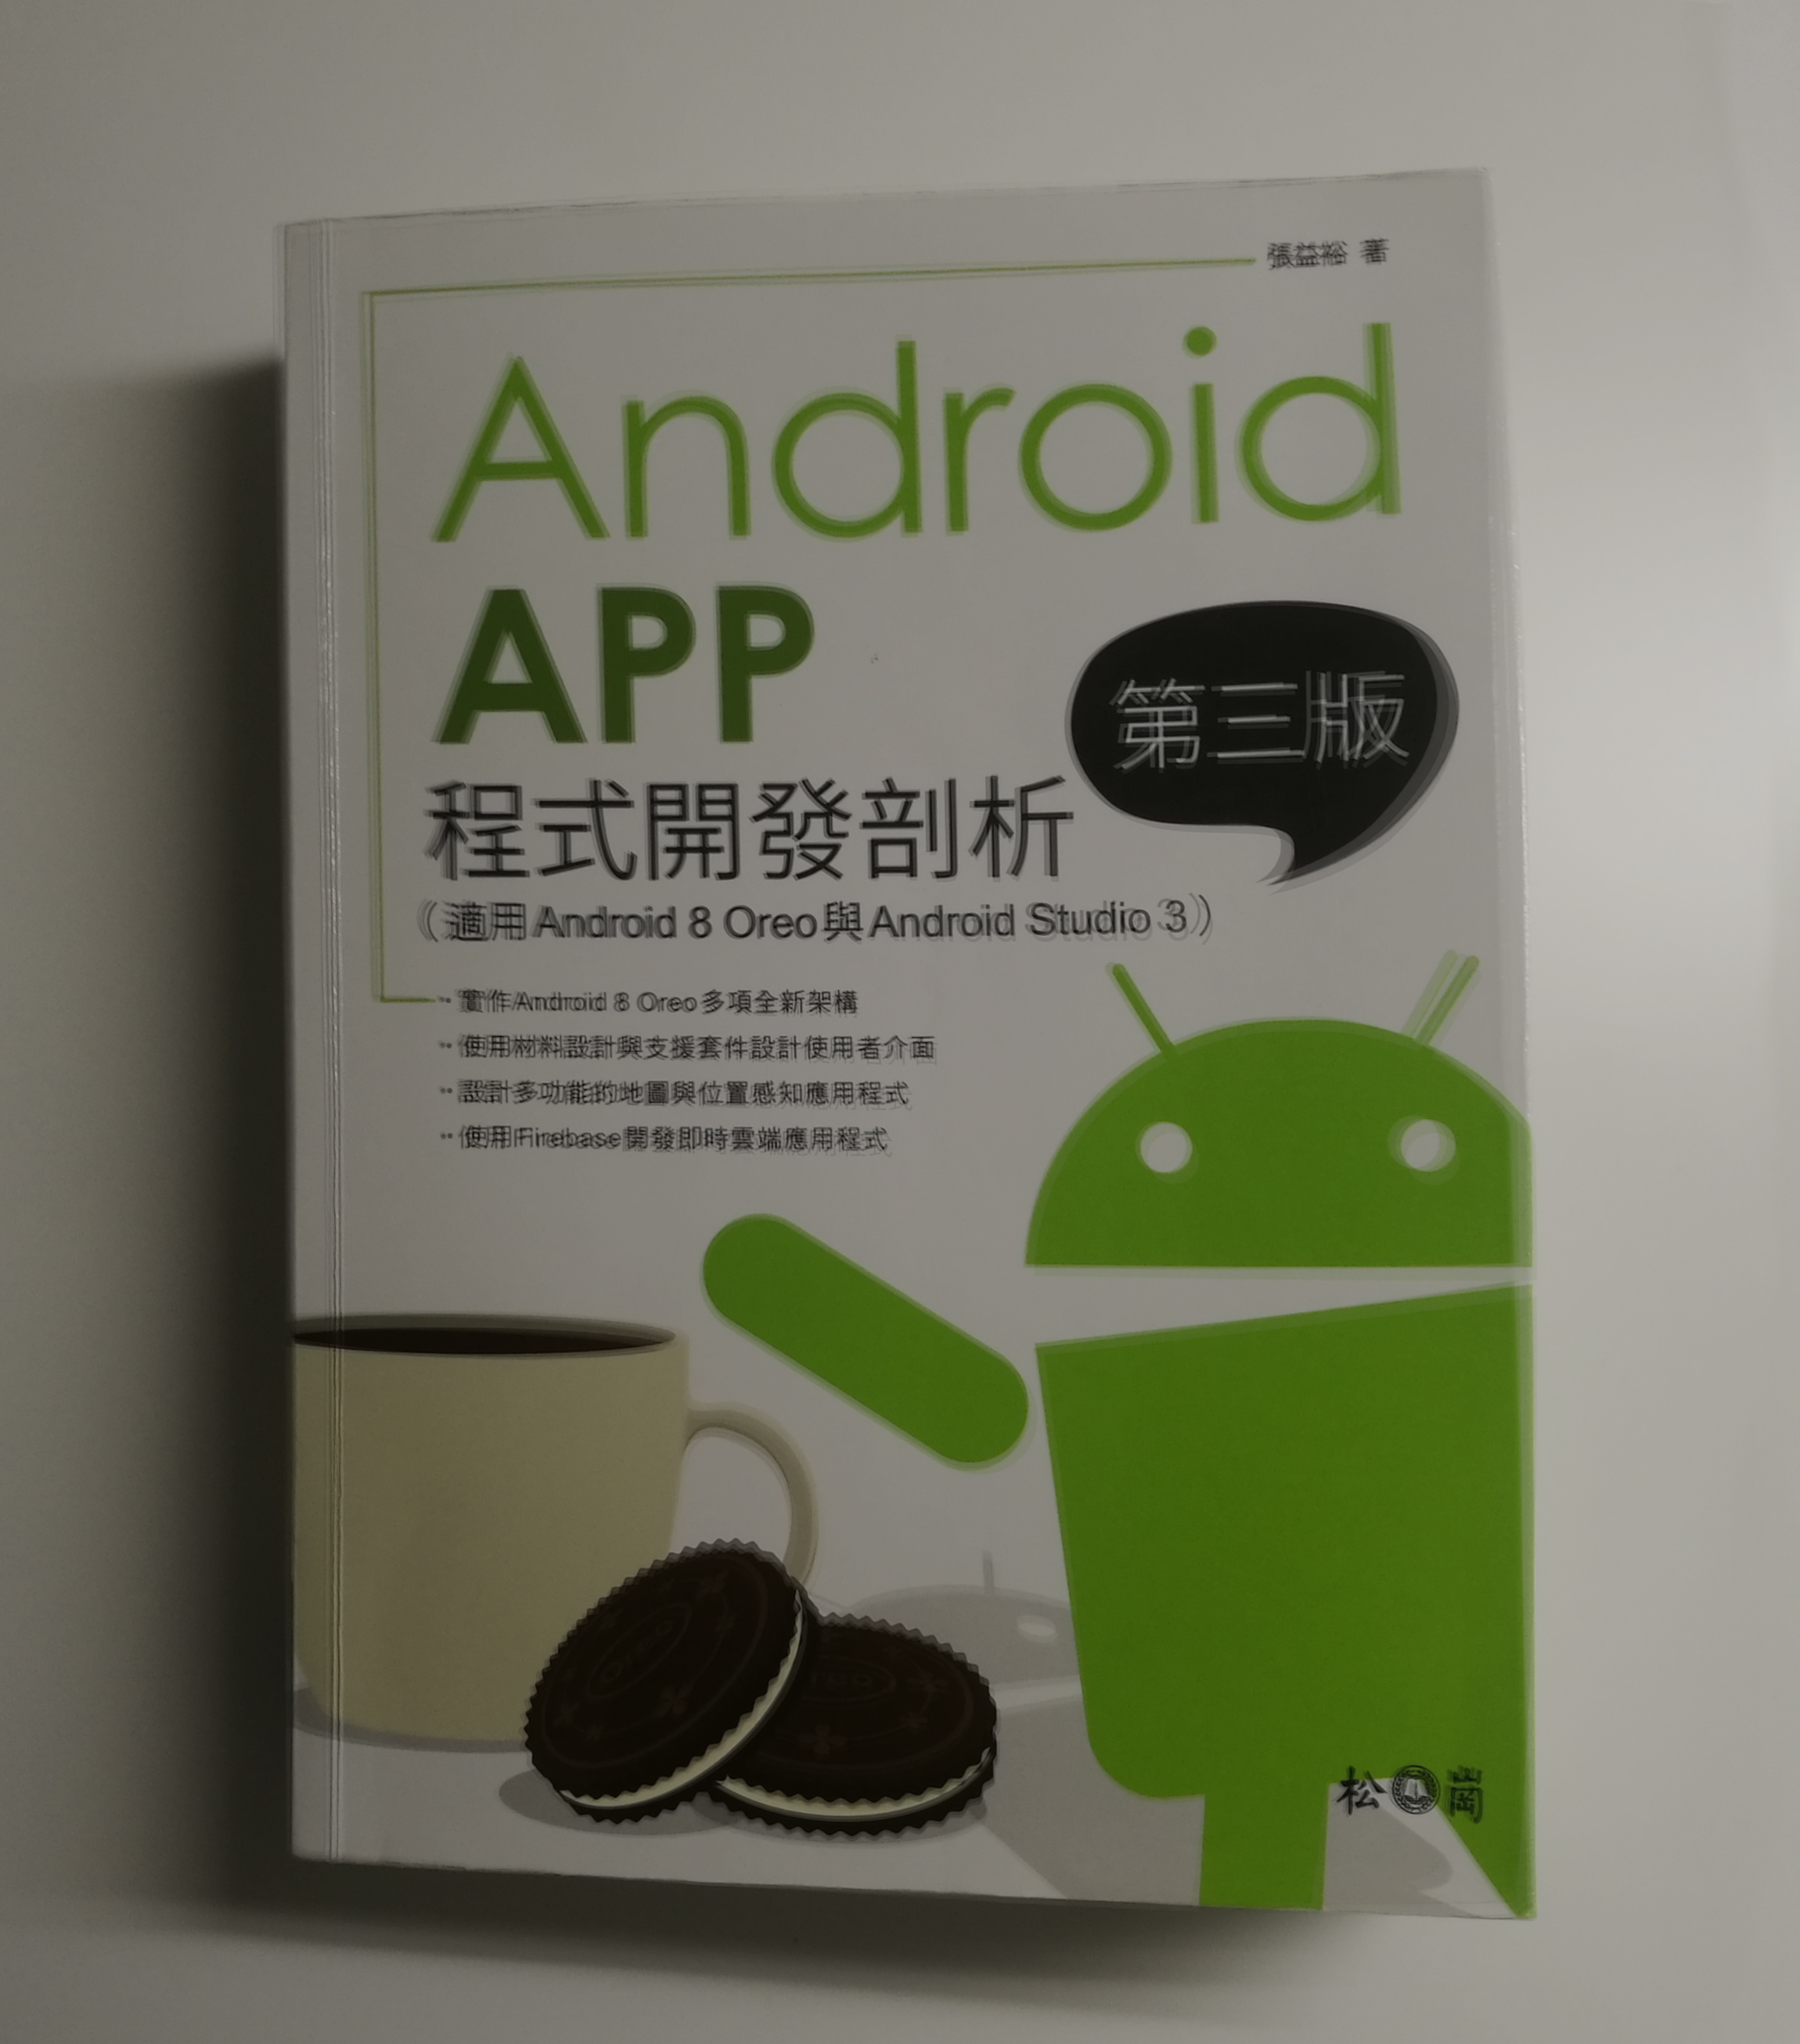 張益裕 著
Android
APP
第三版
程式開發剖析
（適用Android 8 Oreo與Android Studio 3）
·· 實作Android 8 Oreo多項全新架構
·· 使用材料設計與支援套件設計使用者介面
·· 設計多功能的地圖與位置感知應用程式
·· 使用Firebase開發即時雲端應用程式
松崗